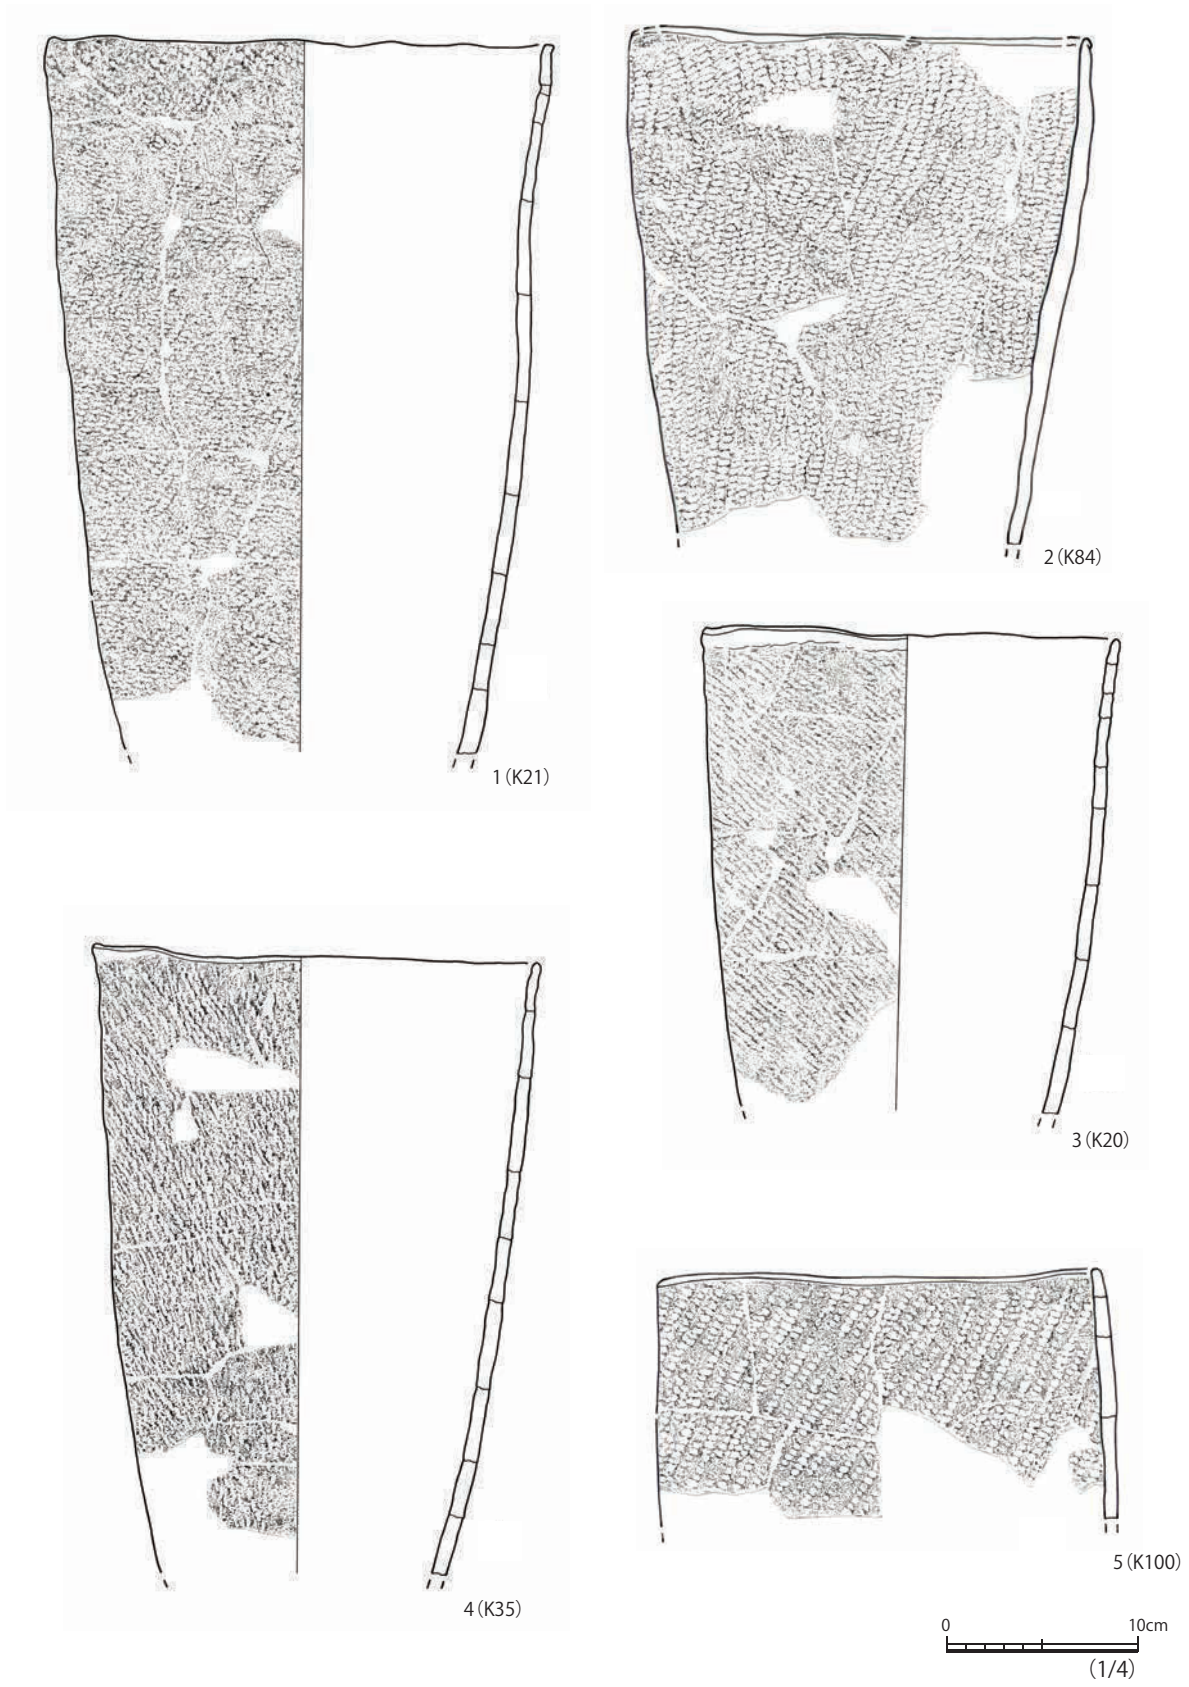 1（K21）
2（K84）
3（K20）
4（K35）
5（K100）
0 10cm
(1/4)